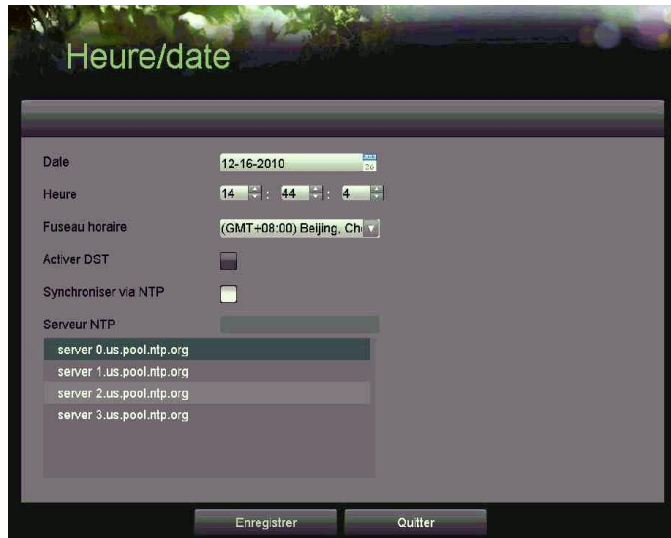 Heure/date
Date 12-16-2010 26
Heure 14 : 44 : 4
Fuseau horaire (GMT+08:00) Beijing, Ch
Activer DST
Synchroniser via NTP
Serveur NTP
server 0.us.pool.ntp.org
server 1.us.pool.ntp.org
server 2.us.pool.ntp.org
server 3.us.pool.ntp.org
Enregistrer Quitter